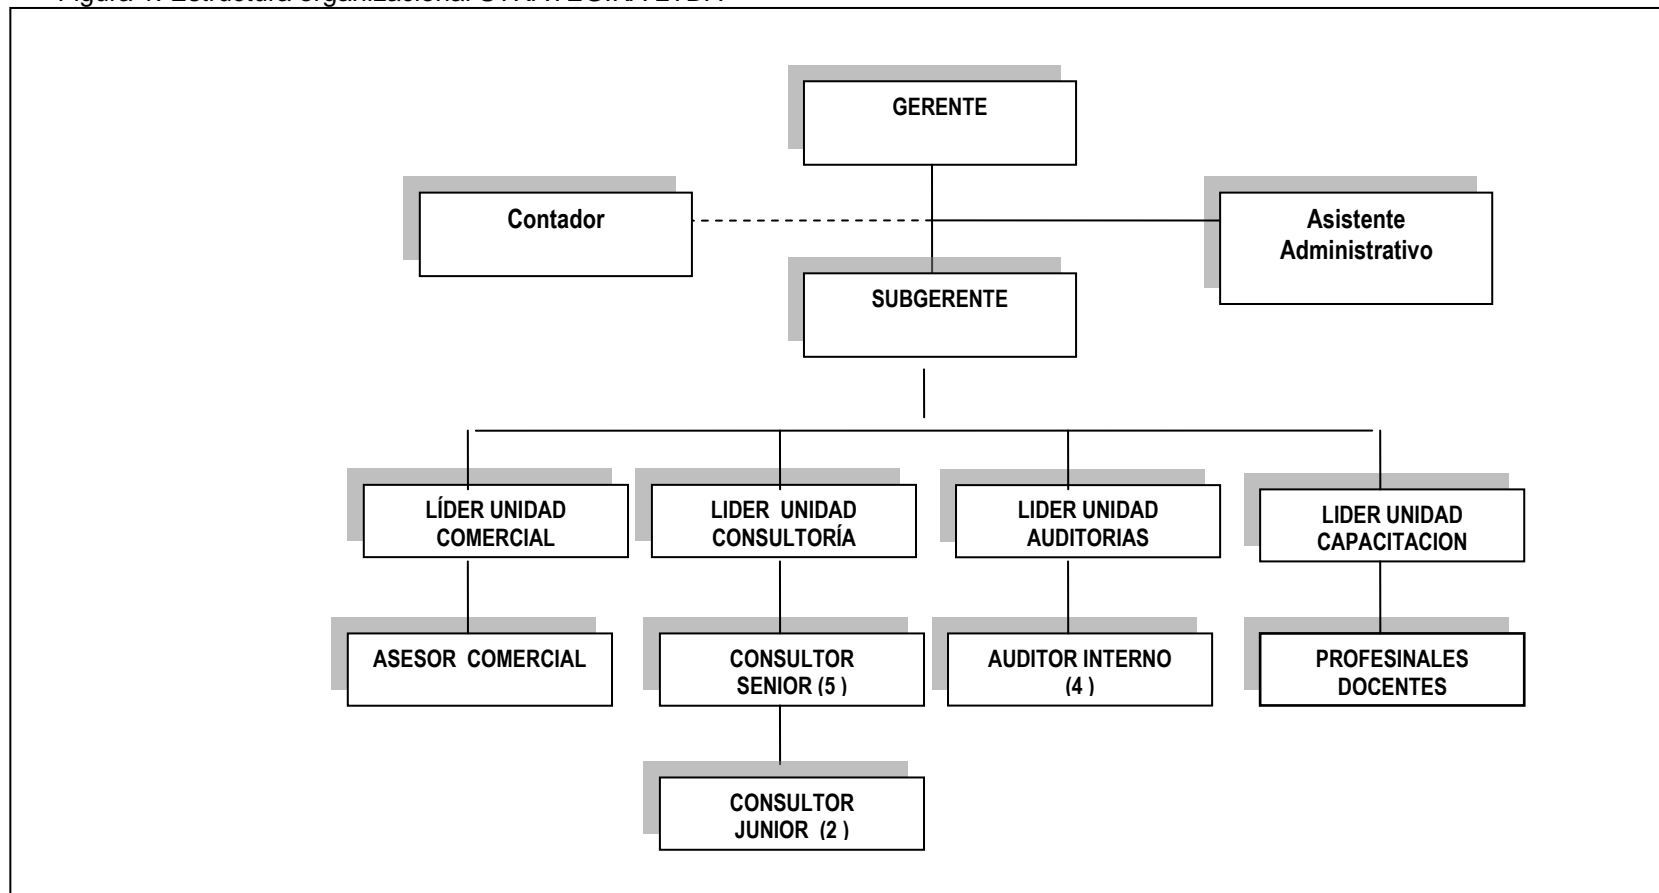 GERENTE
Contador
Asistente
Administrativo
SUBGERENTE
LÍDER UNIDAD
COMERCIAL
LIDER UNIDAD
CONSULTORÍA
LIDER UNIDAD
AUDITORIAS
LIDER UNIDAD
CAPACITACION
ASESOR COMERCIAL
CONSULTOR
SENIOR (5 )
AUDITOR INTERNO
(4 )
PROFESINALES
DOCENTES
CONSULTOR
JUNIOR (2 )